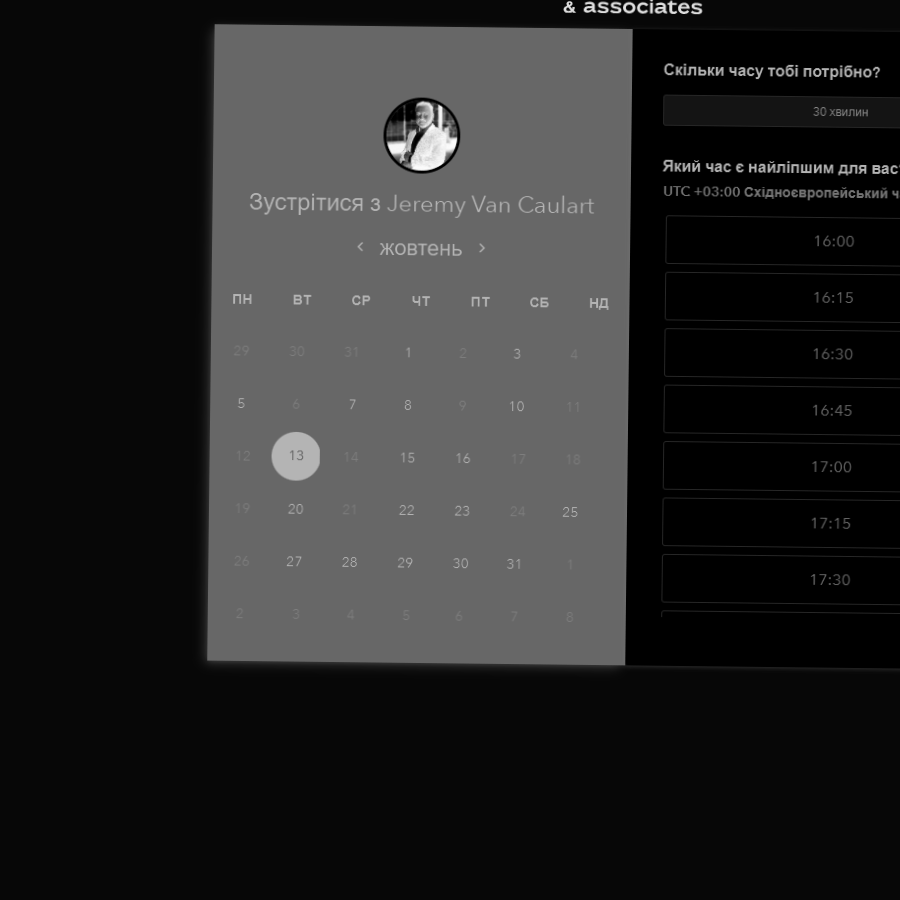 & associates
Зустрітися з Jeremy Van Caulart
жовтень
ПН ВТ СР ЧТ ПТ СБ НД
29 30 31 1 2 3 4
5 6 7 8 9 10 11
12 13 14 15 16 17 18
19 20 21 22 23 24 25
26 27 28 29 30 31 1
2 3 4 5 6 7 8
Скільки часу тобі потрібно?
30 хвилин
Який час є найліпшим для вас
UTC +03:00 Східноєвропейський ч
16:00
16:15
16:30
16:45
17:00
17:15
17:30